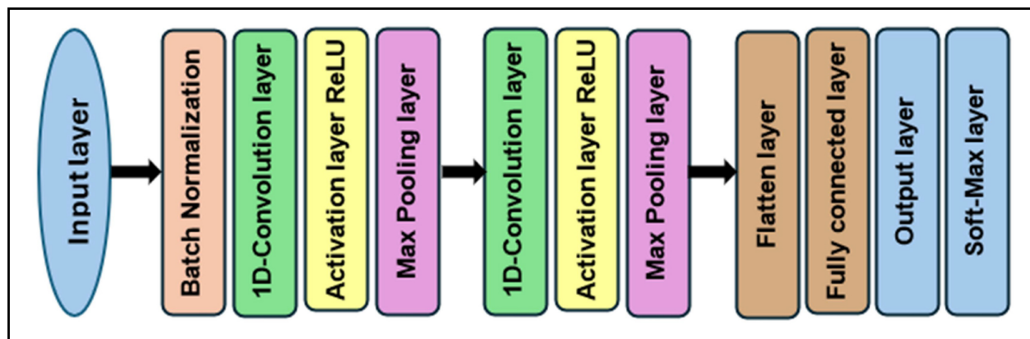 Input layer
Batch Normalization
1D-Convolution layer
Activation layer ReLU
Max Pooling layer
1D-Convolution layer
Activation layer ReLU
Max Pooling layer
Flatten layer
Fully connected layer
Output layer
Soft-Max layer